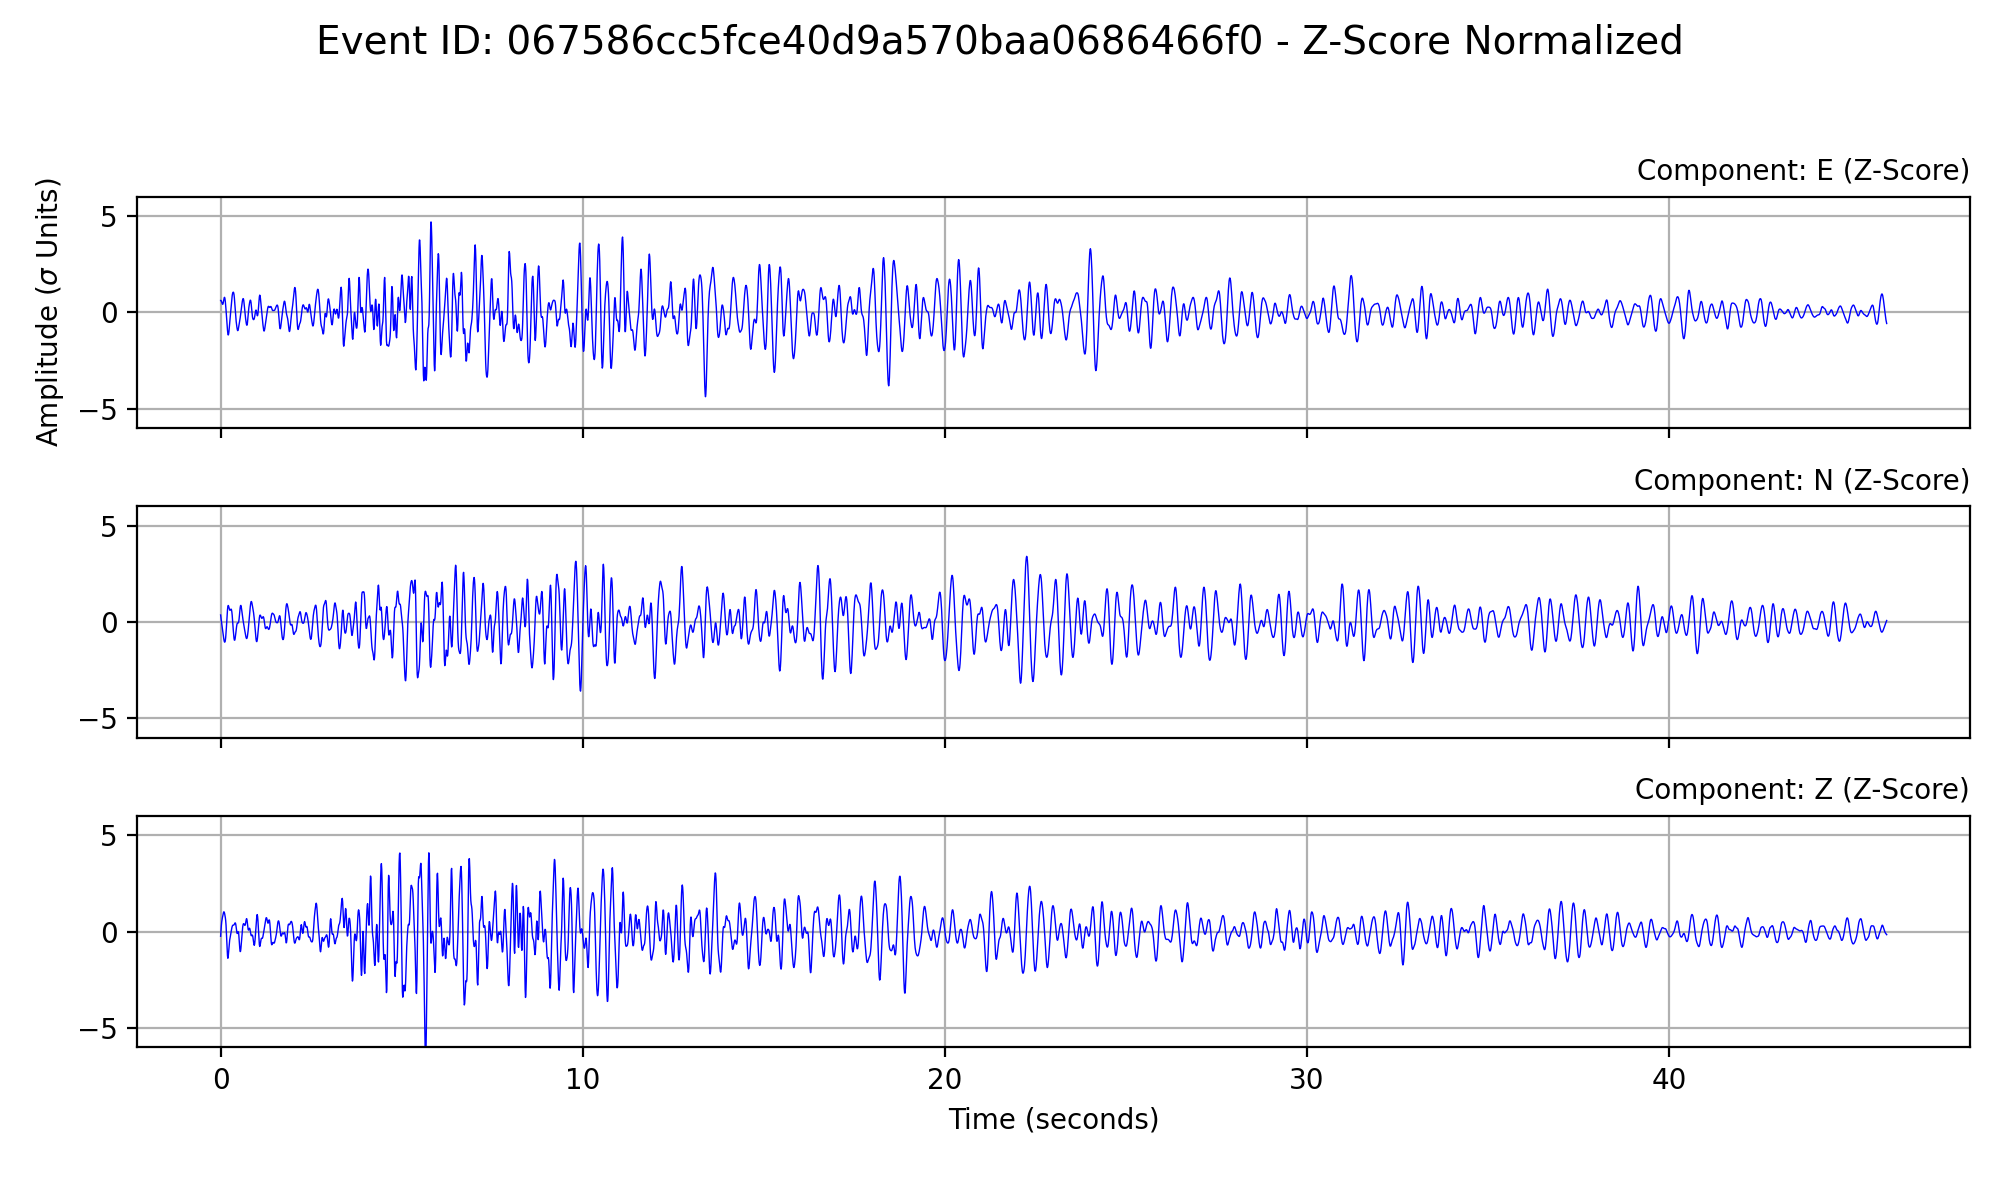 Event ID: 067586cc5fce40d9a570baa0686466f0 - Z-Score Normalized
Component: E (Z-Score)
Amplitude (σ Units)
5
0
−5
Component: N (Z-Score)
5
0
−5
Component: Z (Z-Score)
5
0
−5
0 10 20 30 40
Time (seconds)